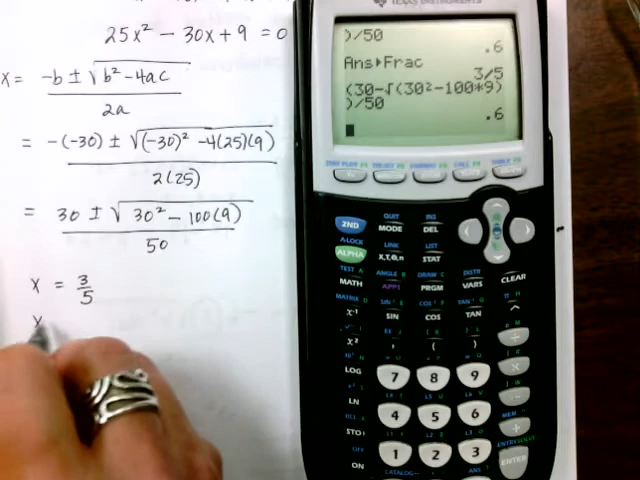 25x² - 30x + 9 = 0
x = -b ± √b² - 4ac
2a
= -(-30) ± √(-30)² - 4(25)(9)
2(25)
= 30 ± √30² - 100(9)
50
x = 3/5
x
TEXAS INSTRUMENTS
)/50
.6
Ans▸Frac
3/5
(30-√(30²-100*9)
)/50
.6
STAT PLOT F1 TBLSET F2 FORMAT F3 CALC F4 TABLE F5
QUIT INS
2ND MODE DEL
A-LOCK LINK LIST
ALPHA X,T,Θ,n STAT
TEST A ANGLE B DRAW C DISTR
MATH APPS PRGM VARS CLEAR
MATRIX D SIN⁻¹ E COS⁻¹ F TAN⁻¹ G
x⁻¹ SIN COS TAN ^
x² , ( ) ÷
LOG 7 8 9 ×
LN 4 5 6 −
STO 1 2 3 +
OFF CATALOG ENTRY SOLVE
ON ENTER